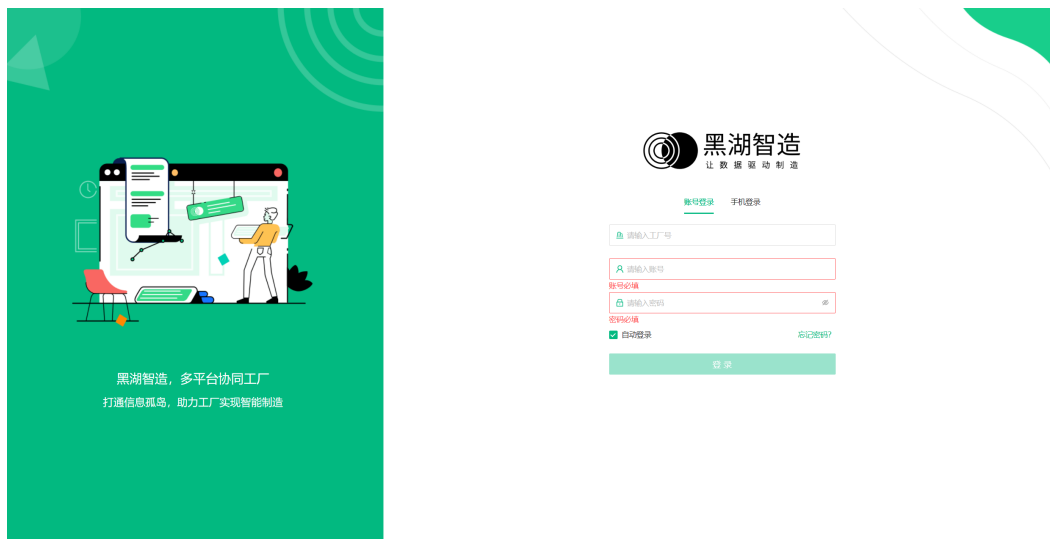 黑湖智造，多平台协同工厂
打通信息孤岛，助力工厂实现智能制造
黑湖智造
让数据驱动制造
账号登录 手机登录
请输入工厂号
请输入账号
账号必填
请输入密码
密码必填
自动登录 忘记密码?
登录